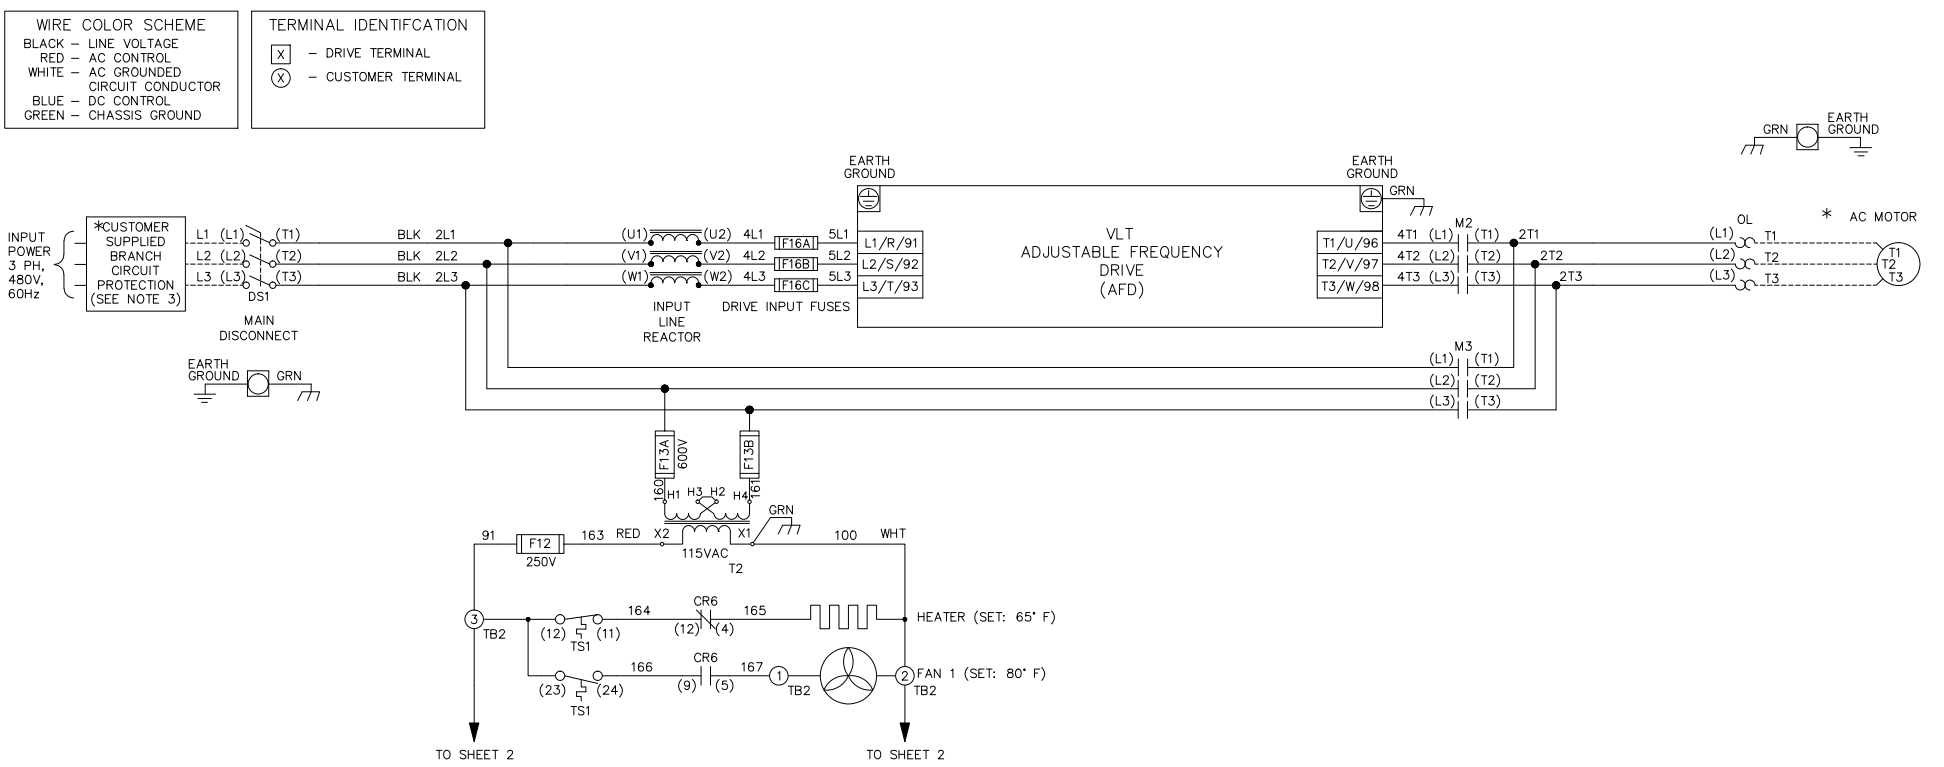 WIRE COLOR SCHEME
BLACK – LINE VOLTAGE
RED – AC CONTROL
WHITE – AC GROUNDED
CIRCUIT CONDUCTOR
BLUE – DC CONTROL
GREEN – CHASSIS GROUND
TERMINAL IDENTIFCATION
X – DRIVE TERMINAL
X – CUSTOMER TERMINAL
GRN
EARTH
GROUND
INPUT
POWER
3 PH,
480V,
60Hz
*CUSTOMER
SUPPLIED
BRANCH
CIRCUIT
PROTECTION
(SEE NOTE 3)
L1 (L1) (T1) BLK 2L1 (U1) (U2) 4L1 F16A 5L1 L1/R/91
L2 (L2) (T2) BLK 2L2 (V1) (V2) 4L2 F16B 5L2 L2/S/92
L3 (L3) (T3) BLK 2L3 (W1) (W2) 4L3 F16C 5L3 L3/T/93
DS1
MAIN
DISCONNECT
INPUT
LINE
REACTOR
DRIVE INPUT FUSES
EARTH
GROUND
VLT
ADJUSTABLE FREQUENCY
DRIVE
(AFD)
EARTH
GROUND
GRN
M2
OL
* AC MOTOR
T1/U/96 4T1 (L1) (T1) 2T1 (L1) T1
T2/V/97 4T2 (L2) (T2) 2T2 (L2) T2
T3/W/98 4T3 (L3) (T3) 2T3 (L3) T3
T1
T2
T3
M3
(L1) (T1)
(L2) (T2)
(L3) (T3)
EARTH
GROUND
GRN
F13A
600V
F13B
160
H1 H3 H2 H4
161
GRN
91 F12 163 RED X2 X1 100 WHT
250V
115VAC
T2
3
TB2
(12) (11)
TS1
164
CR6
(12) (4)
165
HEATER (SET: 65° F)
(23) (24)
TS1
166
CR6
(9) (5)
167
1
TB2
2
TB2
FAN 1 (SET: 80° F)
TO SHEET 2
TO SHEET 2